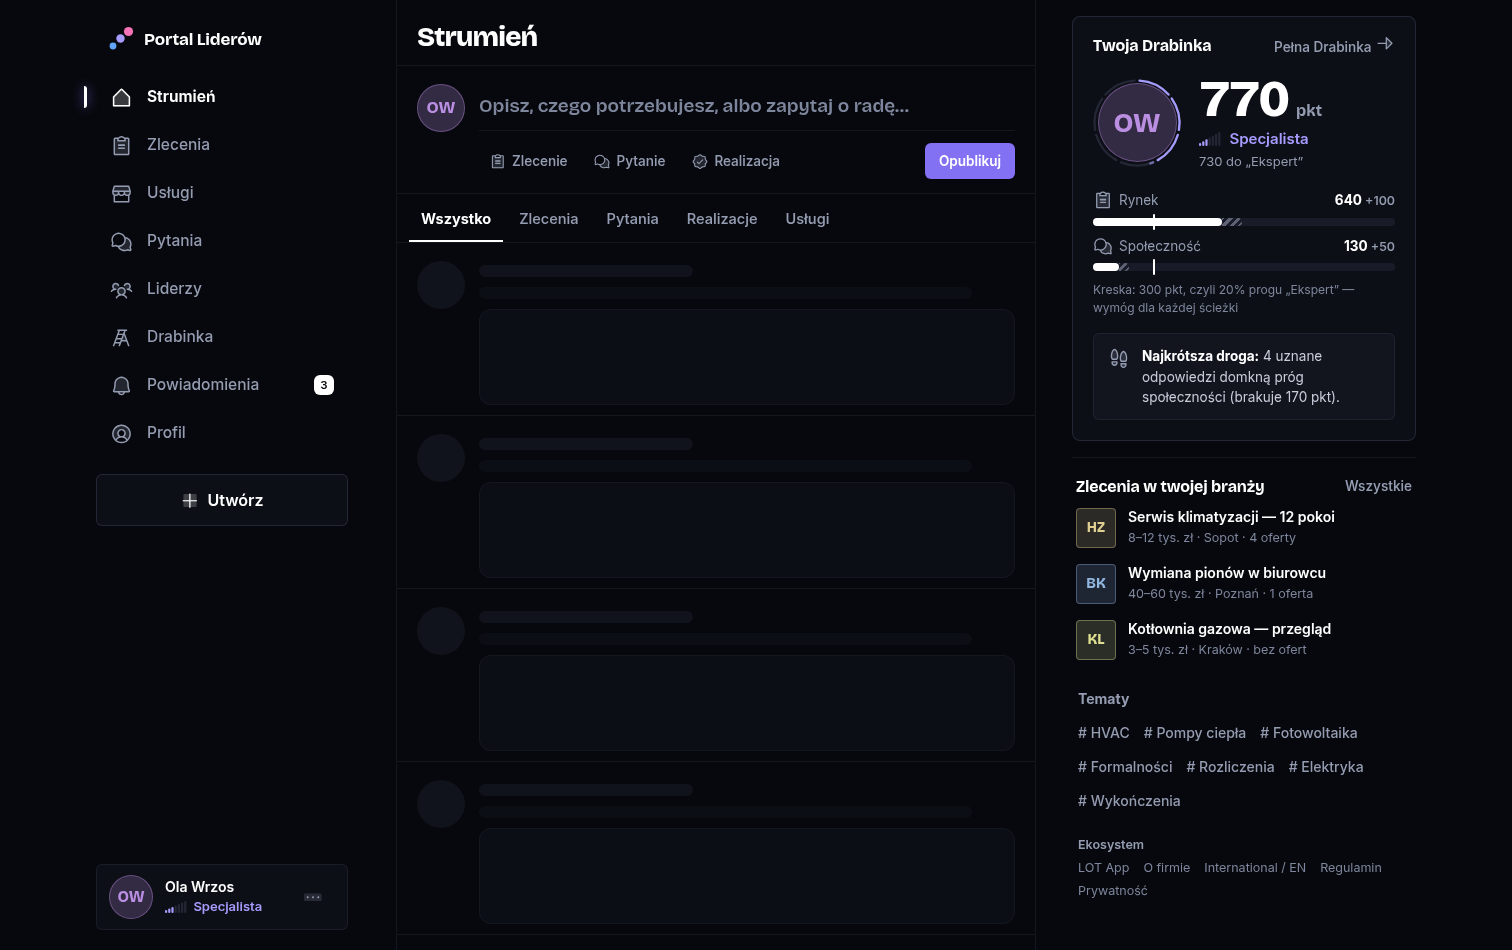 Portal Liderów
Strumień
Zlecenia
Usługi
Pytania
Liderzy
Drabinka
Powiadomienia 3
Profil
Utwórz
OW
Ola Wrzos
Specjalista
Strumień
OW
Opisz, czego potrzebujesz, albo zapytaj o radę...
Zlecenie Pytanie Realizacja Opublikuj
Wszystko Zlecenia Pytania Realizacje Usługi
Twoja Drabinka Pełna Drabinka
OW
770 pkt
Specjalista
730 do „Ekspert”
Rynek 640 +100
Społeczność 130 +50
Kreska: 300 pkt, czyli 20% progu „Ekspert” —
wymóg dla każdej ścieżki
Najkrótsza droga: 4 uznane
odpowiedzi domkną próg
społeczności (brakuje 170 pkt).
Zlecenia w twojej branży Wszystkie
HZ
Serwis klimatyzacji — 12 pokoi
8–12 tys. zł · Sopot · 4 oferty
BK
Wymiana pionów w biurowcu
40–60 tys. zł · Poznań · 1 oferta
KL
Kotłownia gazowa — przegląd
3–5 tys. zł · Kraków · bez ofert
Tematy
# HVAC # Pompy ciepła # Fotowoltaika
# Formalności # Rozliczenia # Elektryka
# Wykończenia
Ekosystem
LOT App O firmie International / EN Regulamin
Prywatność